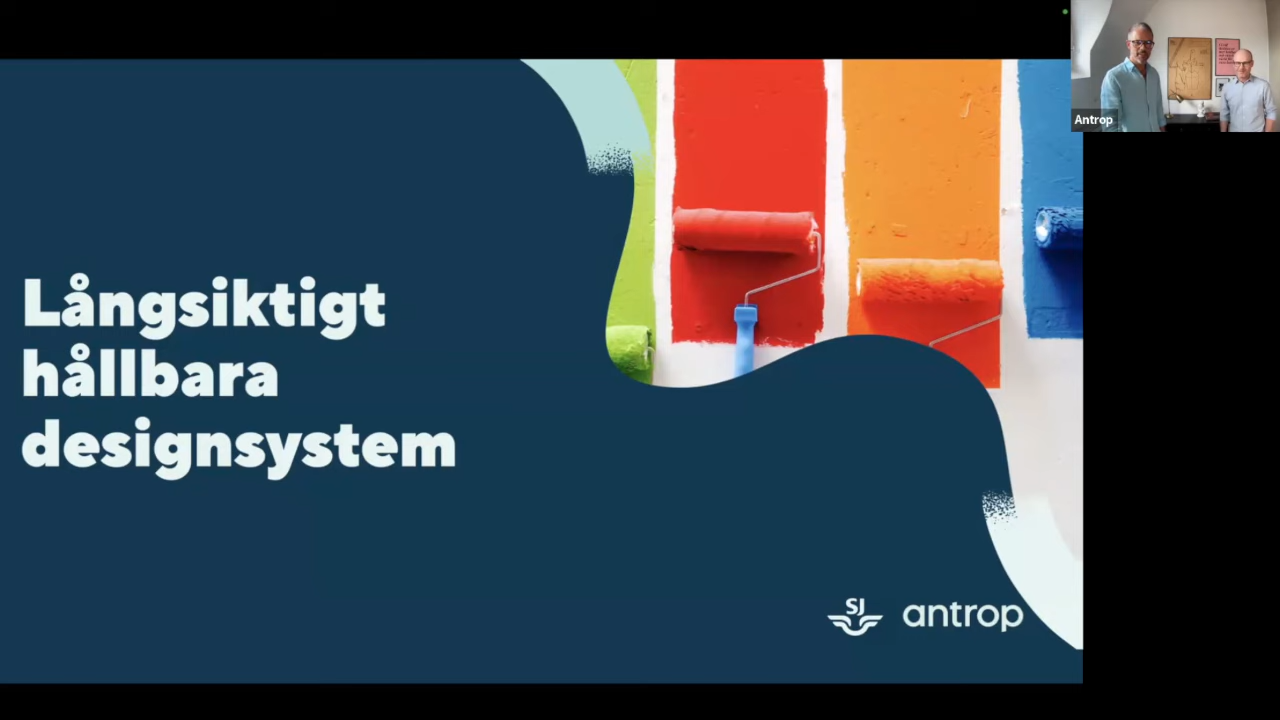 Antrop
Långsiktigt
hållbara
designsystem
SJ
antrop